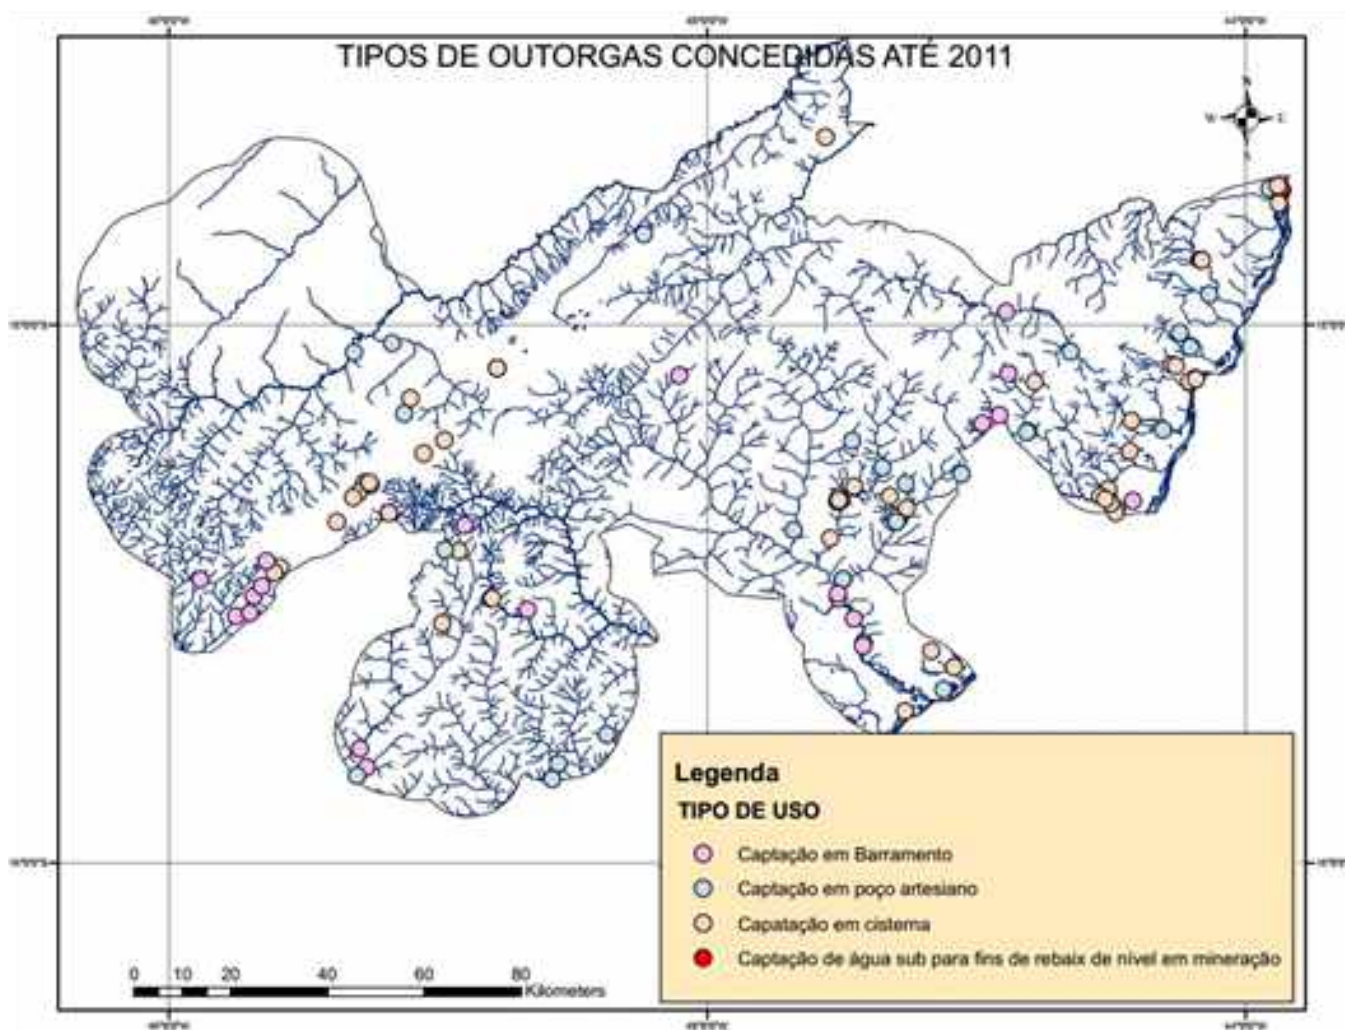 TIPOS DE OUTORGAS CONCEDIDAS ATÉ 2011
N
W E
S
Legenda
TIPO DE USO
Captação em Barramento
Captação em poço artesiano
Capatação em cisterna
Captação de água sub para fins de rebaix de nível em mineração
0 10 20 40 60 80
Kilometers